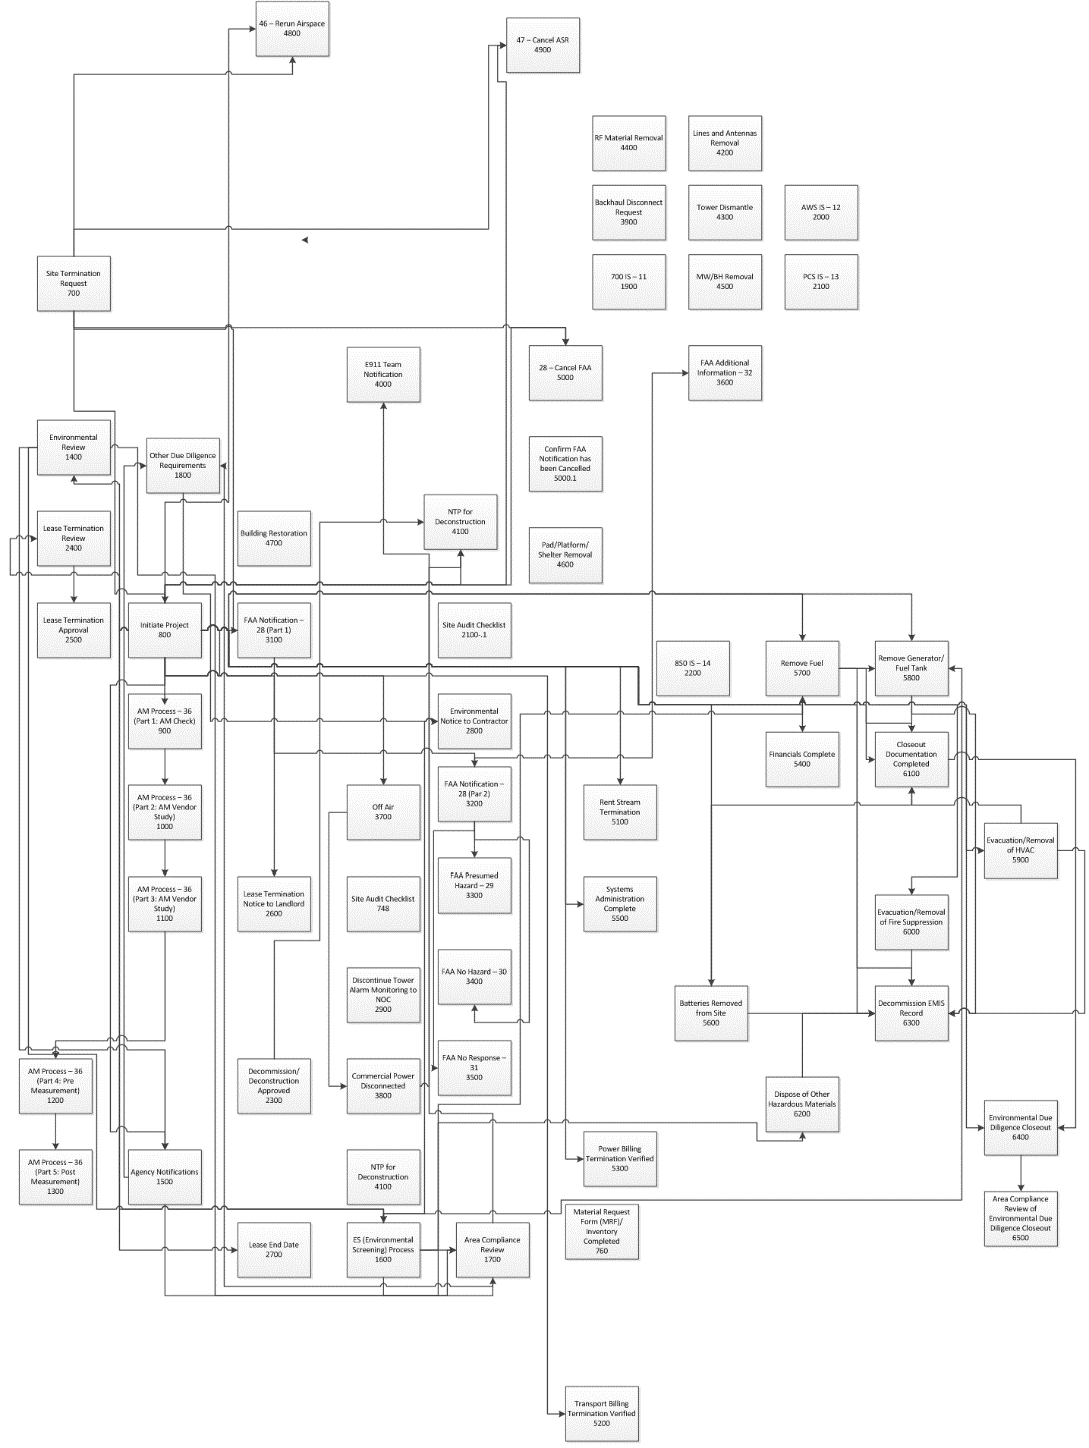 46 – Rerun Airspace
4800
47 – Cancel ASR
4900
RF Material Removal
4400
Lines and Antennas
Removal
4200
Backhaul Disconnect
Request
3900
Tower Dismantle
4300
AWS IS – 12
2000
Site Termination
Request
700
700 IS – 11
1900
MW/BH Removal
4500
PCS IS – 13
2100
E911 Team
Notification
4000
28 – Cancel FAA
5000
FAA Additional
Information – 32
3600
Environmental
Review
1400
Other Due Diligence
Requirements
1800
Confirm FAA
Notification has
been Cancelled
5000.1
Lease Termination
Review
2400
Building Restoration
4700
NTP for
Deconstruction
4100
Pad/Platform/
Shelter Removal
4600
Lease Termination
Approval
2500
Initiate Project
800
FAA Notification –
28 (Part 1)
3100
Site Audit Checklist
2100-.1
850 IS – 14
2200
Remove Fuel
5700
Remove Generator/
Fuel Tank
5800
AM Process – 36
(Part 1: AM Check)
900
Environmental
Notice to Contractor
2800
Financials Complete
5400
Closeout
Documentation
Completed
6100
AM Process – 36
(Part 2: AM Vendor
Study)
1000
Off Air
3700
FAA Notification –
28 (Par 2)
3200
Rent Stream
Termination
5100
Evacuation/Removal
of HVAC
5900
AM Process – 36
(Part 3: AM Vendor
Study)
1100
Lease Termination
Notice to Landlord
2600
Site Audit Checklist
748
FAA Presumed
Hazard – 29
3300
Systems
Administration
Complete
5500
Evacuation/Removal
of Fire Suppression
6000
Discontinue Tower
Alarm Monitoring to
NOC
2900
FAA No Hazard – 30
3400
Batteries Removed
from Site
5600
Decommission EMIS
Record
6300
AM Process – 36
(Part 4: Pre
Measurement)
1200
Decommission/
Deconstruction
Approved
2300
Commercial Power
Disconnected
3800
FAA No Response –
31
3500
Dispose of Other
Hazardous Materials
6200
Environmental Due
Diligence Closeout
6400
AM Process – 36
(Part 5: Post
Measurement)
1300
Agency Notifications
1500
NTP for
Deconstruction
4100
Power Billing
Termination Verified
5300
Area Compliance
Review of
Environmental Due
Diligence Closeout
6500
Lease End Date
2700
ES (Environmental
Screening) Process
1600
Area Compliance
Review
1700
Material Request
Form (MRF)/
Inventory
Completed
760
Transport Billing
Termination Verified
5200